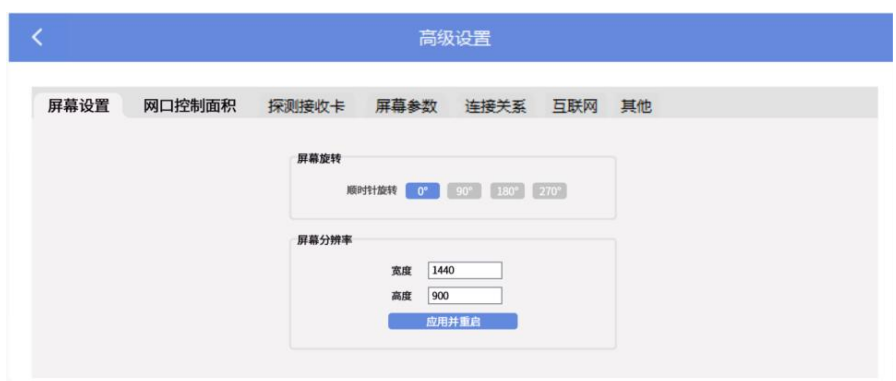 高级设置
屏幕设置 网口控制面积 探测接收卡 屏幕参数 连接关系 互联网 其他
屏幕旋转
顺时针旋转 0° 90° 180° 270°
屏幕分辨率
宽度 1440
高度 900
应用并重启